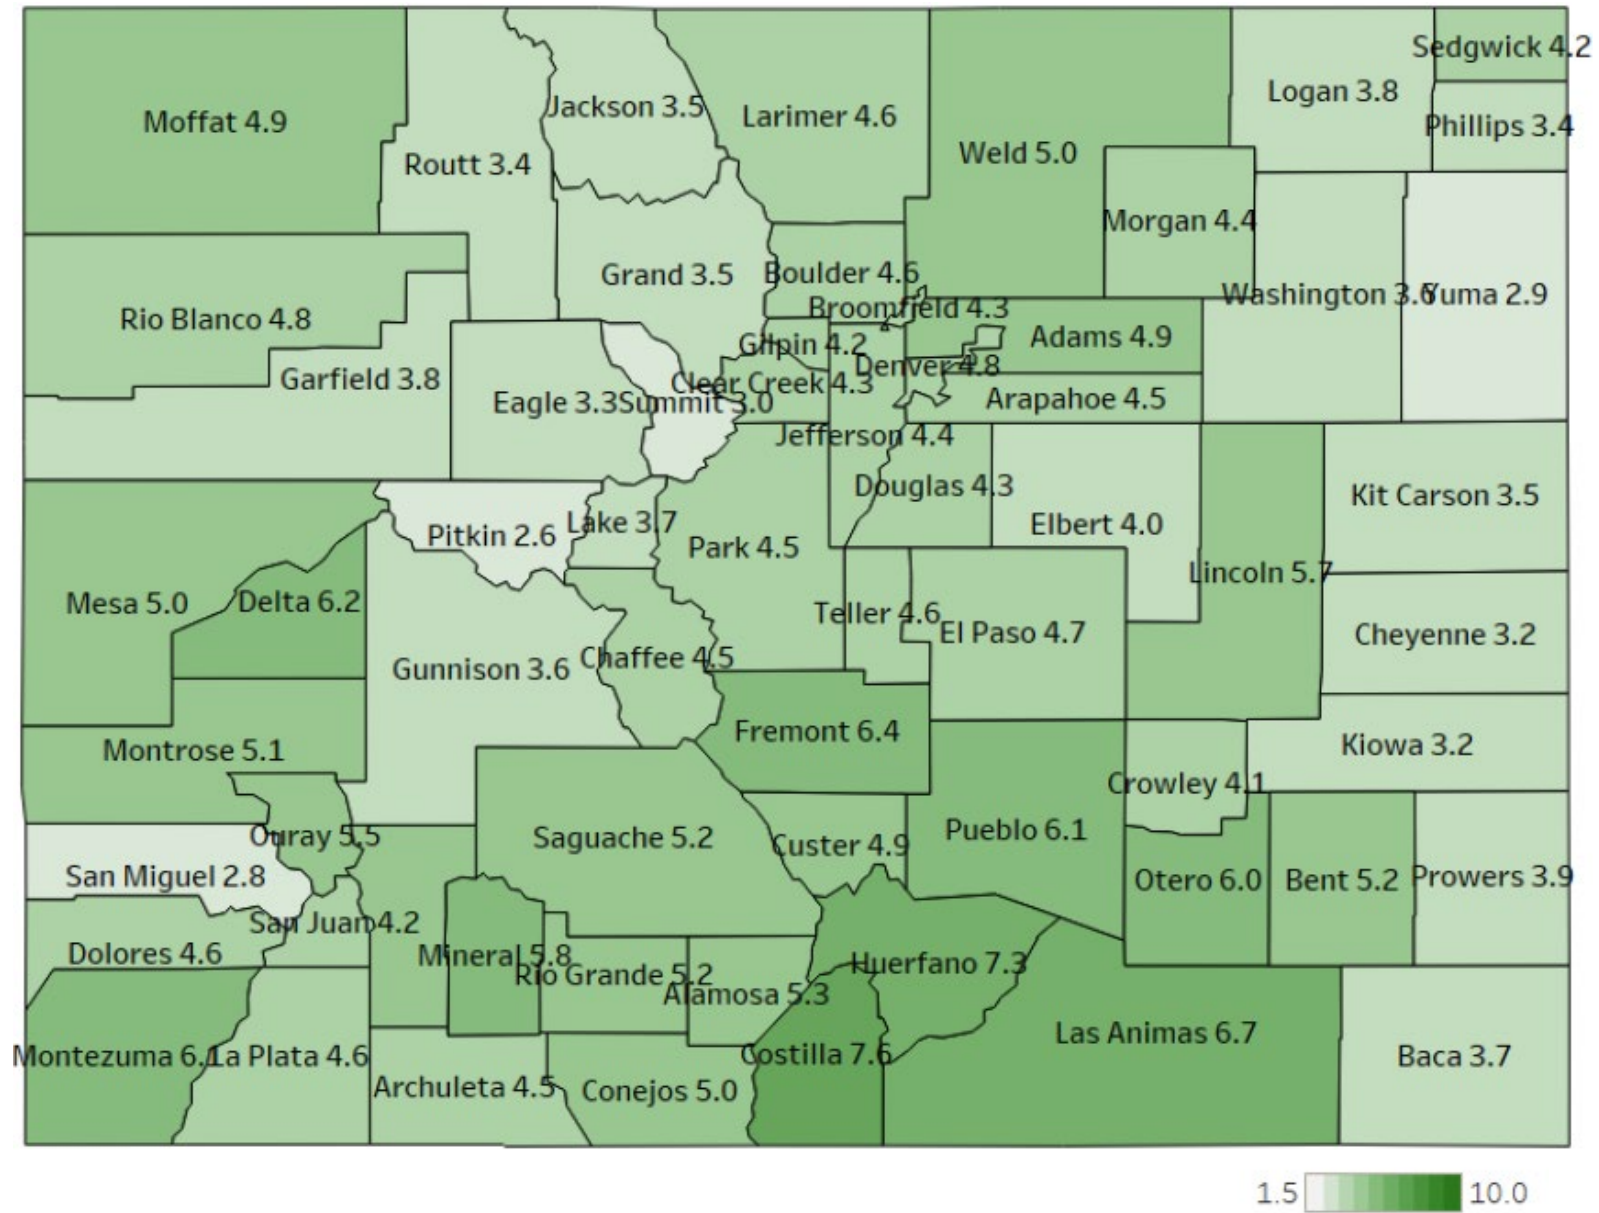 Sedgwick 4.2
Logan 3.8
Jackson 3.5
Larimer 4.6
Moffat 4.9
Phillips 3.4
Weld 5.0
Routt 3.4
Morgan 4.4
Grand 3.5
Boulder 4.6
Washington 3.6
Yuma 2.9
Broomfield 4.3
Rio Blanco 4.8
Adams 4.9
Gilpin 4.2
Denver 4.8
Garfield 3.8
Clear Creek 4.3
Arapahoe 4.5
Eagle 3.3
Summit 3.0
Jefferson 4.4
Douglas 4.3
Kit Carson 3.5
Lake 3.7
Elbert 4.0
Pitkin 2.6
Park 4.5
Lincoln 5.7
Mesa 5.0
Delta 6.2
Teller 4.6
El Paso 4.7
Cheyenne 3.2
Chaffee 4.5
Gunnison 3.6
Fremont 6.4
Kiowa 3.2
Montrose 5.1
Crowley 4.1
Pueblo 6.1
Ouray 5.5
Saguache 5.2
Custer 4.9
San Miguel 2.8
Otero 6.0
Bent 5.2
Prowers 3.9
San Juan 4.2
Dolores 4.6
Mineral 5.8
Huerfano 7.3
Rio Grande 5.2
Alamosa 5.3
Las Animas 6.7
Costilla 7.6
Montezuma 6.1
La Plata 4.6
Baca 3.7
Archuleta 4.5
Conejos 5.0
1.5
10.0